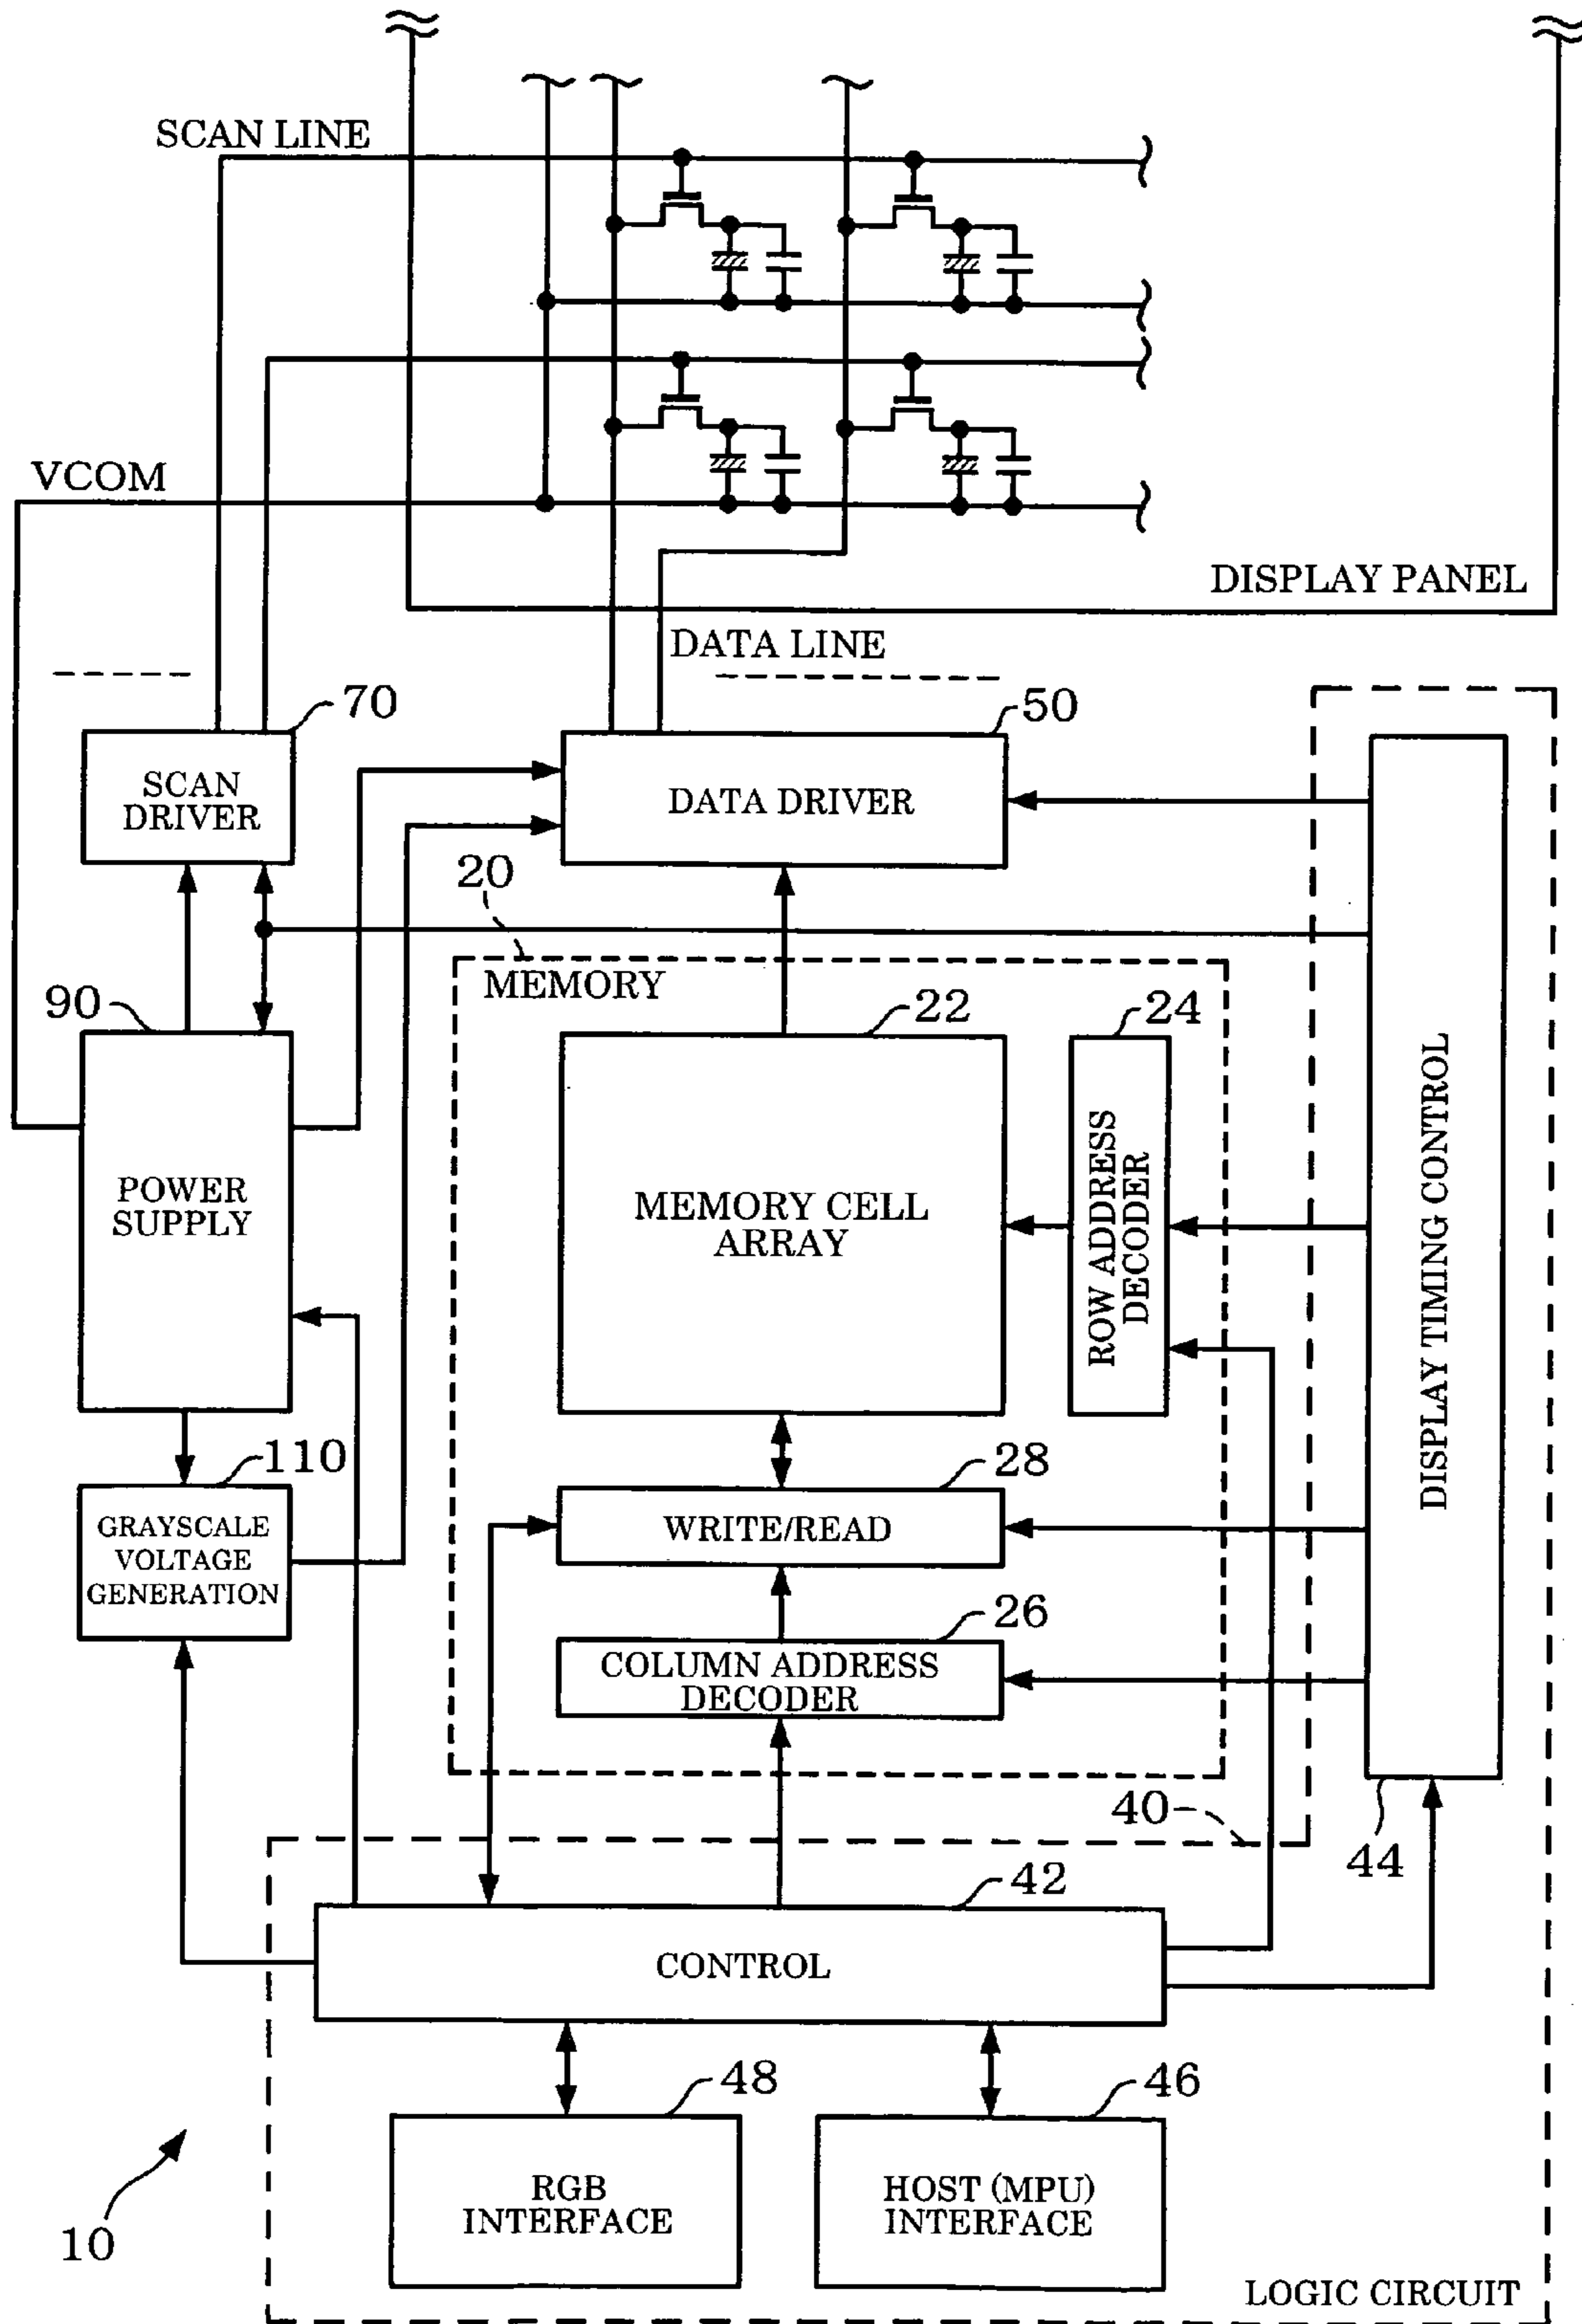 SCAN LINE
VCOM
DISPLAY PANEL
DATA LINE
70
50
SCAN
DRIVER
DATA DRIVER
20
MEMORY
90
22
24
POWER
SUPPLY
MEMORY CELL
ARRAY
ROW ADDRESS
DECODER
DISPLAY TIMING CONTROL
110
28
GRAYSCALE
VOLTAGE
GENERATION
WRITE/READ
26
COLUMN ADDRESS
DECODER
40
44
42
CONTROL
48
46
RGB
INTERFACE
HOST (MPU)
INTERFACE
10
LOGIC CIRCUIT